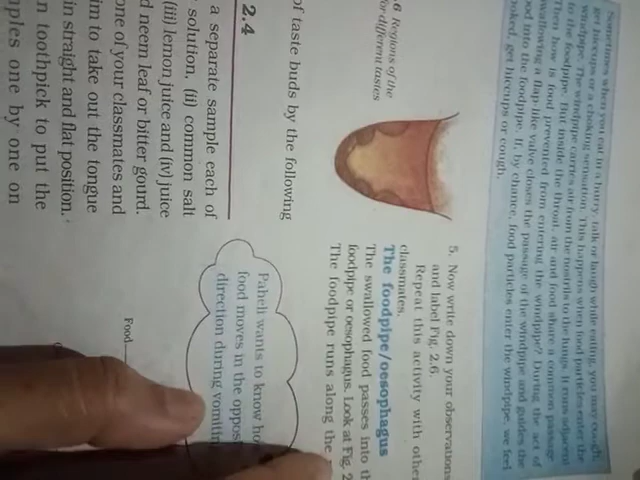 Sometimes when you eat in a hurry, talk or laugh while eating, you may cough,
get hiccups or a choking sensation. This happens when food particles enter the
windpipe. The windpipe carries air from the nostrils to the lungs. It runs adjacent
to the foodpipe. But inside the throat, air and food share a common passage.
Then how is food prevented from entering the windpipe? During the act of
swallowing a flap-like valve closes the passage of the windpipe and guides the
ood into the foodpipe. If, by chance, food particles enter the windpipe, we feel
oked, get hiccups or cough.
.6 Regions of the
for different tastes
of taste buds by the following
2.4
a separate sample each of
solution, (ii) common salt
(iii) lemon juice and (iv) juice
d neem leaf or bitter gourd.
one of your classmates and
im to take out the tongue
in straight and flat position.
n toothpick to put the
ples one by one on
5. Now write down your observations
and label Fig. 2.6.
Repeat this activity with other
classmates.
The foodpipe/oesophagus
The swallowed food passes into th
foodpipe or oesophagus. Look at Fig. 2
The foodpipe runs along the
Paheli wants to know ho
food moves in the opposi
direction during vomitin
Food